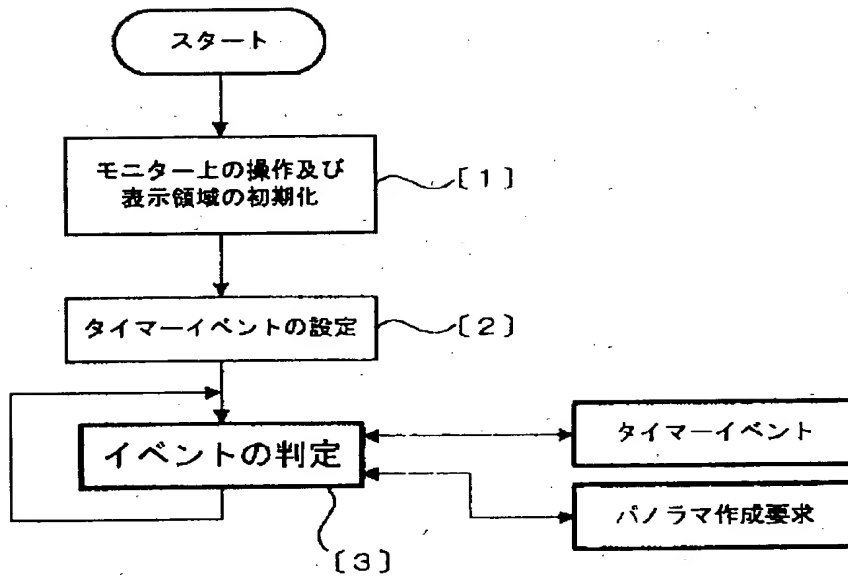 スタート
モニター上の操作及び
表示領域の初期化
〔1〕
タイマーイベントの設定
〔2〕
イベントの判定
タイマーイベント
パノラマ作成要求
〔3〕